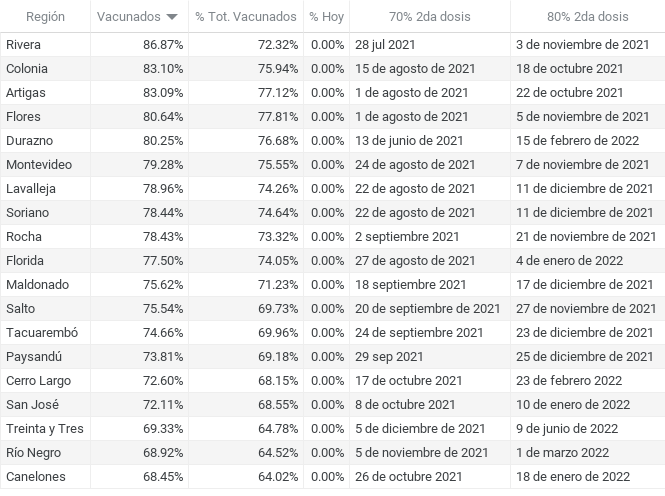 Región Vacunados % Tot. Vacunados % Hoy 70% 2da dosis 80% 2da dosis
Rivera 86.87% 72.32% 0.00% 28 jul 2021 3 de noviembre de 2021
Colonia 83.10% 75.94% 0.00% 15 de agosto de 2021 18 de octubre 2021
Artigas 83.09% 77.12% 0.00% 1 de agosto de 2021 22 de octubre 2021
Flores 80.64% 77.81% 0.00% 1 de agosto de 2021 5 de noviembre de 2021
Durazno 80.25% 76.68% 0.00% 13 de junio de 2021 15 de febrero de 2022
Montevideo 79.28% 75.55% 0.00% 24 de agosto de 2021 7 de noviembre de 2021
Lavalleja 78.96% 74.26% 0.00% 22 de agosto de 2021 11 de diciembre de 2021
Soriano 78.44% 74.64% 0.00% 22 de agosto de 2021 11 de diciembre de 2021
Rocha 78.43% 73.32% 0.00% 2 septiembre 2021 21 de noviembre de 2021
Florida 77.50% 74.05% 0.00% 27 de agosto de 2021 4 de enero de 2022
Maldonado 75.62% 71.23% 0.00% 18 septiembre 2021 17 de diciembre de 2021
Salto 75.54% 69.73% 0.00% 20 de septiembre de 2021 27 de noviembre de 2021
Tacuarembó 74.66% 69.96% 0.00% 24 de septiembre de 2021 23 de diciembre de 2021
Paysandú 73.81% 69.18% 0.00% 29 sep 2021 25 de diciembre de 2021
Cerro Largo 72.60% 68.15% 0.00% 17 de octubre de 2021 23 de febrero 2022
San José 72.11% 68.55% 0.00% 8 de octubre de 2021 10 de enero de 2022
Treinta y Tres 69.33% 64.78% 0.00% 5 de diciembre de 2021 9 de junio de 2022
Río Negro 68.92% 64.52% 0.00% 5 de noviembre de 2021 1 de marzo 2022
Canelones 68.45% 64.02% 0.00% 26 de octubre de 2021 18 de enero de 2022